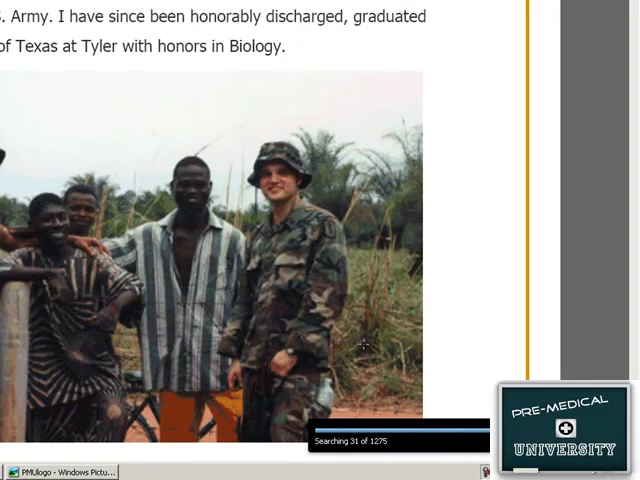 . Army. I have since been honorably discharged, graduated
of Texas at Tyler with honors in Biology.
Searching 31 of 1275
PRE-MEDICAL
UNIVERSITY
PMUlogo - Windows Pictu...